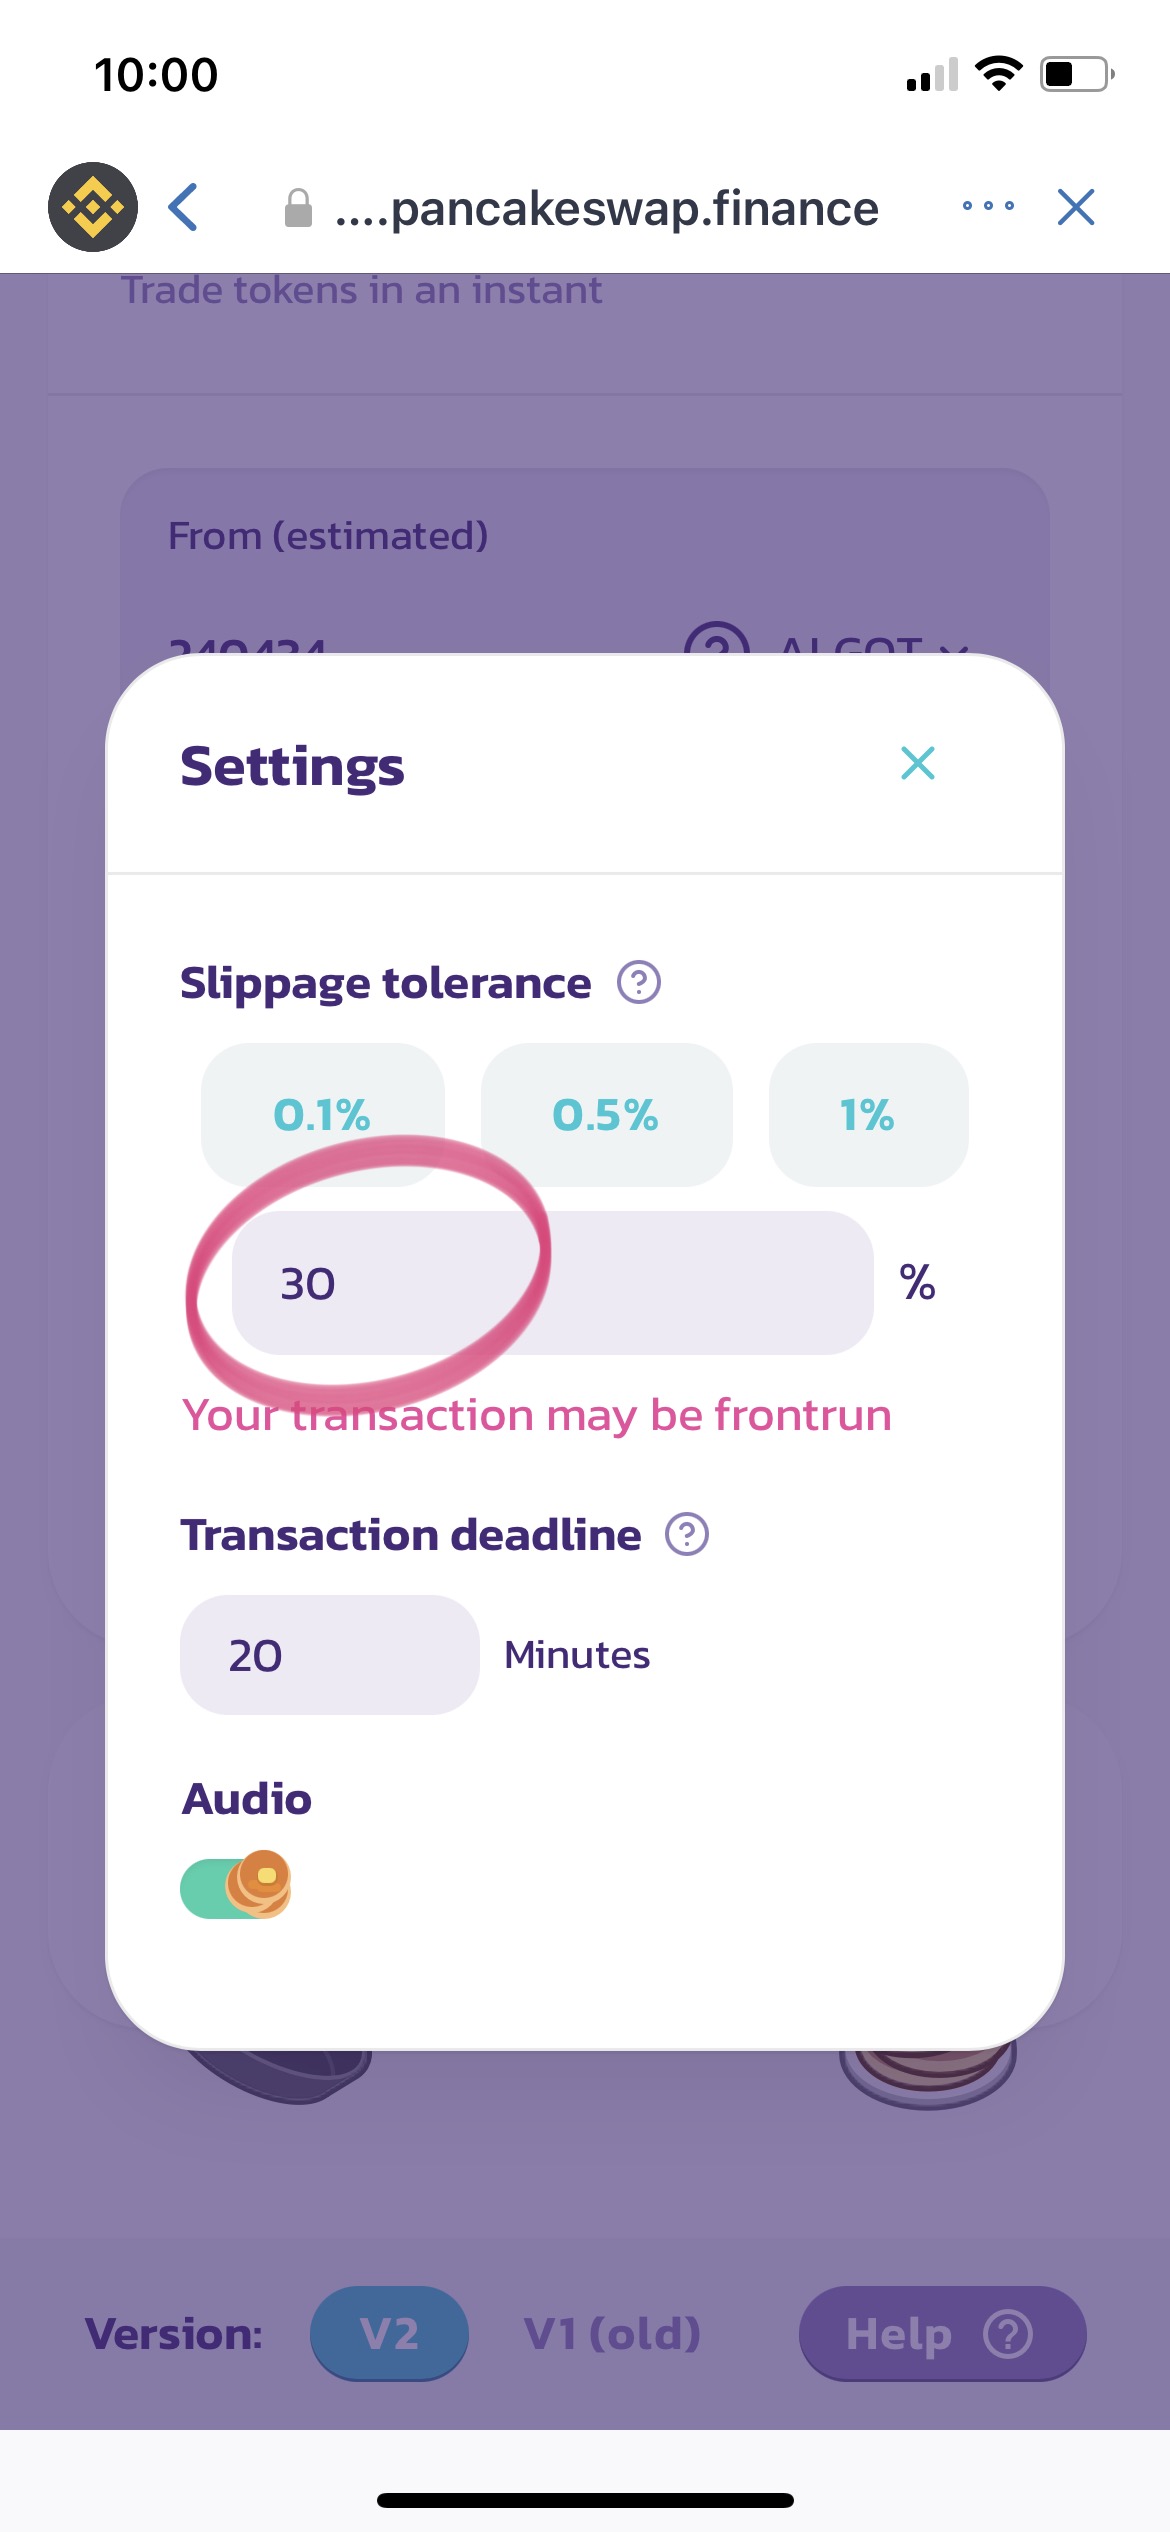 10:00
....pancakeswap.finance
Trade tokens in an instant
From (estimated)
240434 ALGOT
Settings
Slippage tolerance ?
0.1% 0.5% 1%
30 %
Your transaction may be frontrun
Transaction deadline ?
20 Minutes
Audio
Version: V2 V1 (old) Help ?